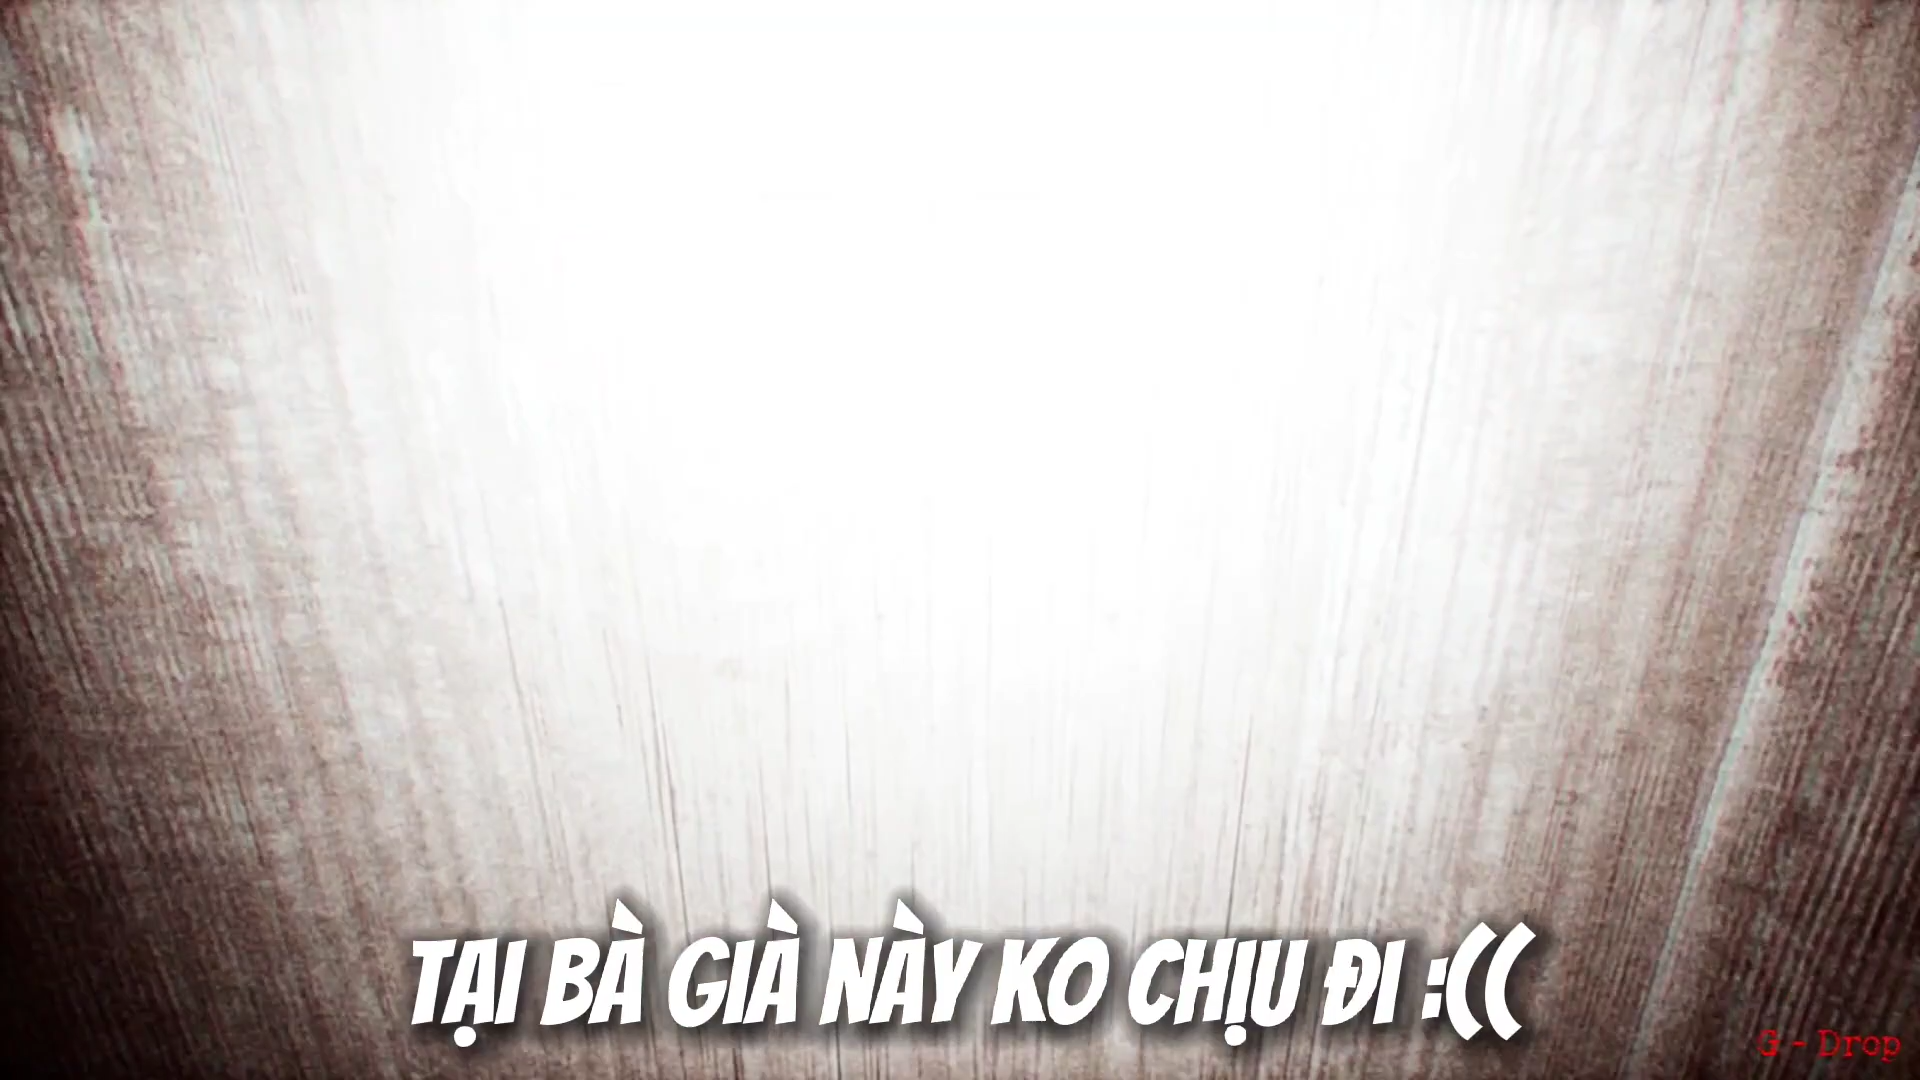 TẠI BÀ GIÀ NÀY KO CHỊU ĐI :((
G - Drop